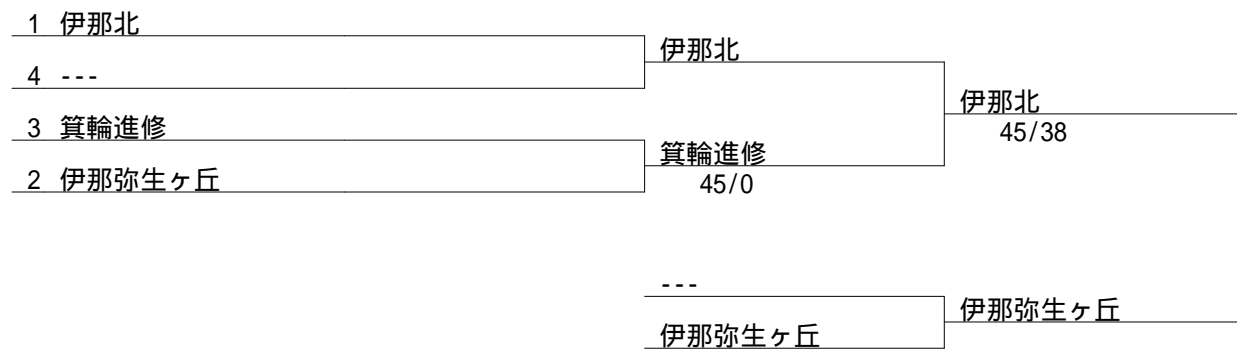 1 伊那北
伊那北
4 ---
伊那北
45/38
3 箕輪進修
箕輪進修
45/0
2 伊那弥生ヶ丘
---
伊那弥生ヶ丘
伊那弥生ヶ丘